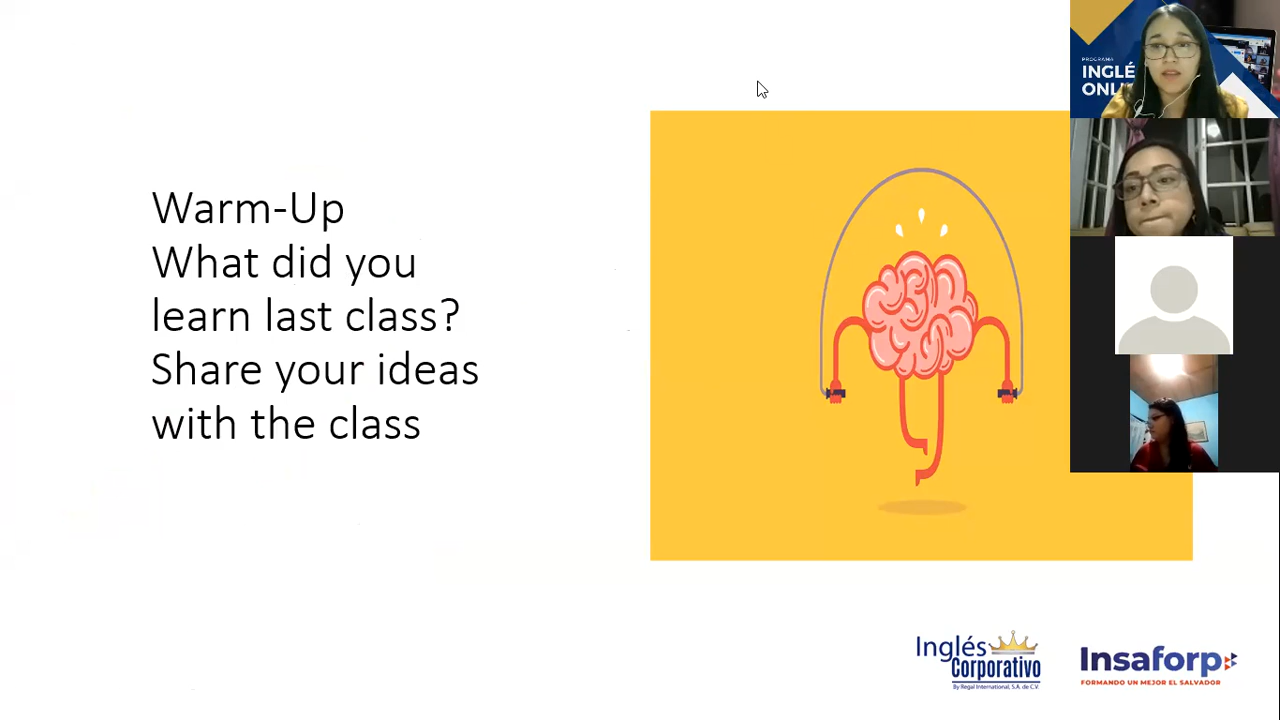 Warm-Up
What did you
learn last class?
Share your ideas
with the class
PROGRAMA
INGLÉ
ONL
Inglés
Corporativo
By Regal International, S.A. de C.V.
Insaforp
FORMANDO UN MEJOR EL SALVADOR